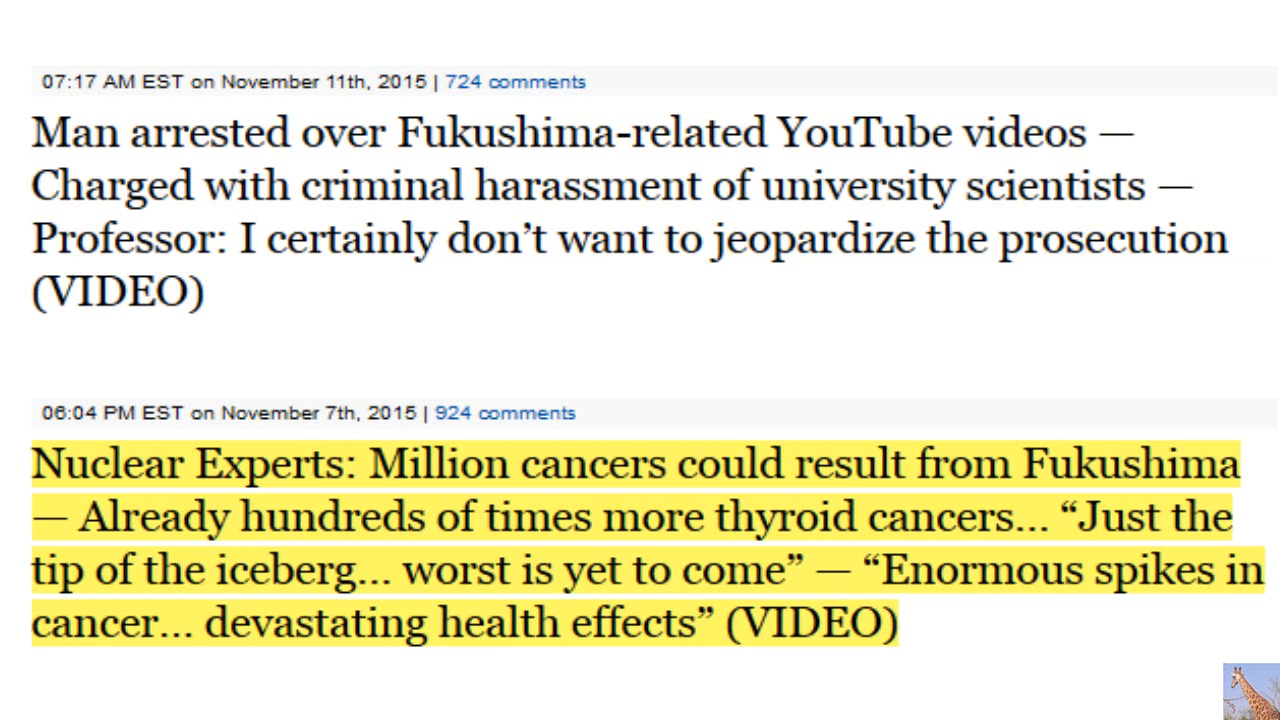 07:17 AM EST on November 11th, 2015 | 724 comments
Man arrested over Fukushima-related YouTube videos —
Charged with criminal harassment of university scientists —
Professor: I certainly don’t want to jeopardize the prosecution
(VIDEO)
06:04 PM EST on November 7th, 2015 | 924 comments
Nuclear Experts: Million cancers could result from Fukushima
— Already hundreds of times more thyroid cancers… “Just the
tip of the iceberg… worst is yet to come” — “Enormous spikes in
cancer… devastating health effects” (VIDEO)